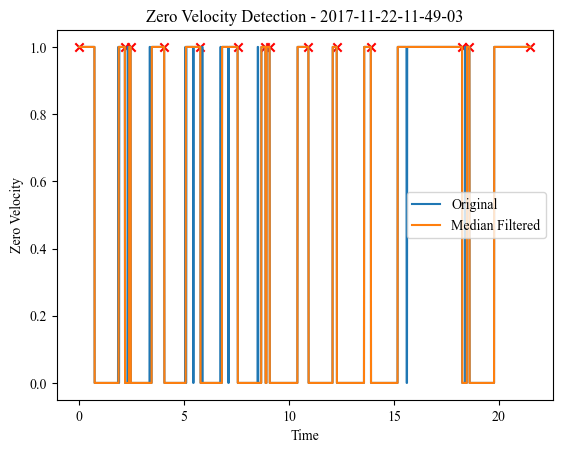 Zero Velocity Detection - 2017-11-22-11-49-03
1.0
0.8
0.6
0.4
0.2
0.0
Zero Velocity
Original
Median Filtered
0
5
10
15
20
Time